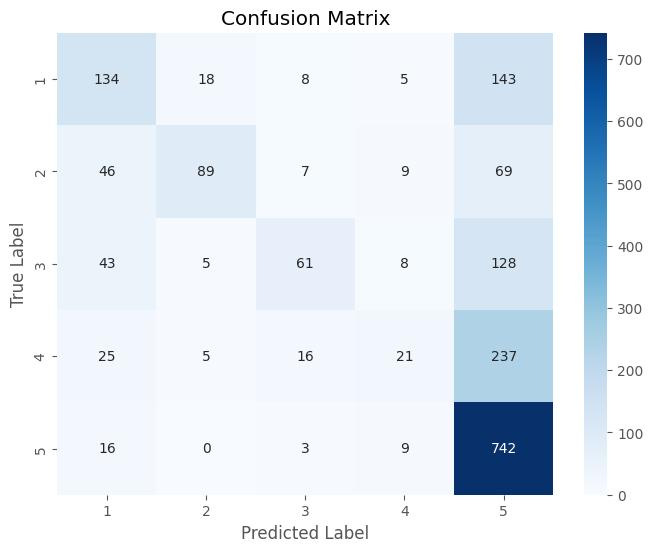 Confusion Matrix
1 134 18 8 5 143
2 46 89 7 9 69
3 43 5 61 8 128
4 25 5 16 21 237
5 16 0 3 9 742
1 2 3 4 5
True Label
Predicted Label
700
600
500
400
300
200
100
0